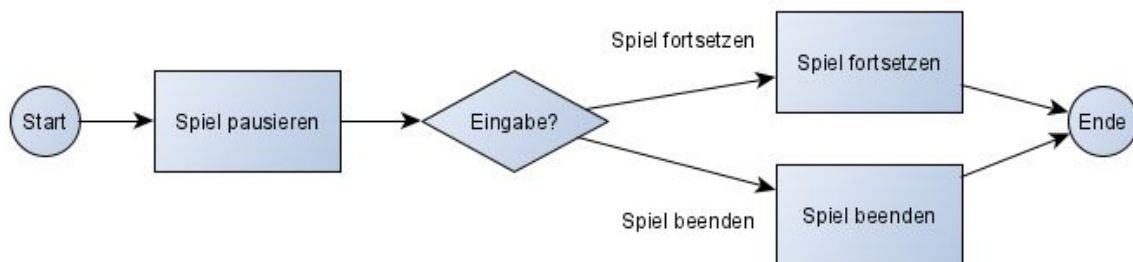 Start
Spiel pausieren
Eingabe?
Spiel fortsetzen
Spiel fortsetzen
Spiel beenden
Spiel beenden
Ende